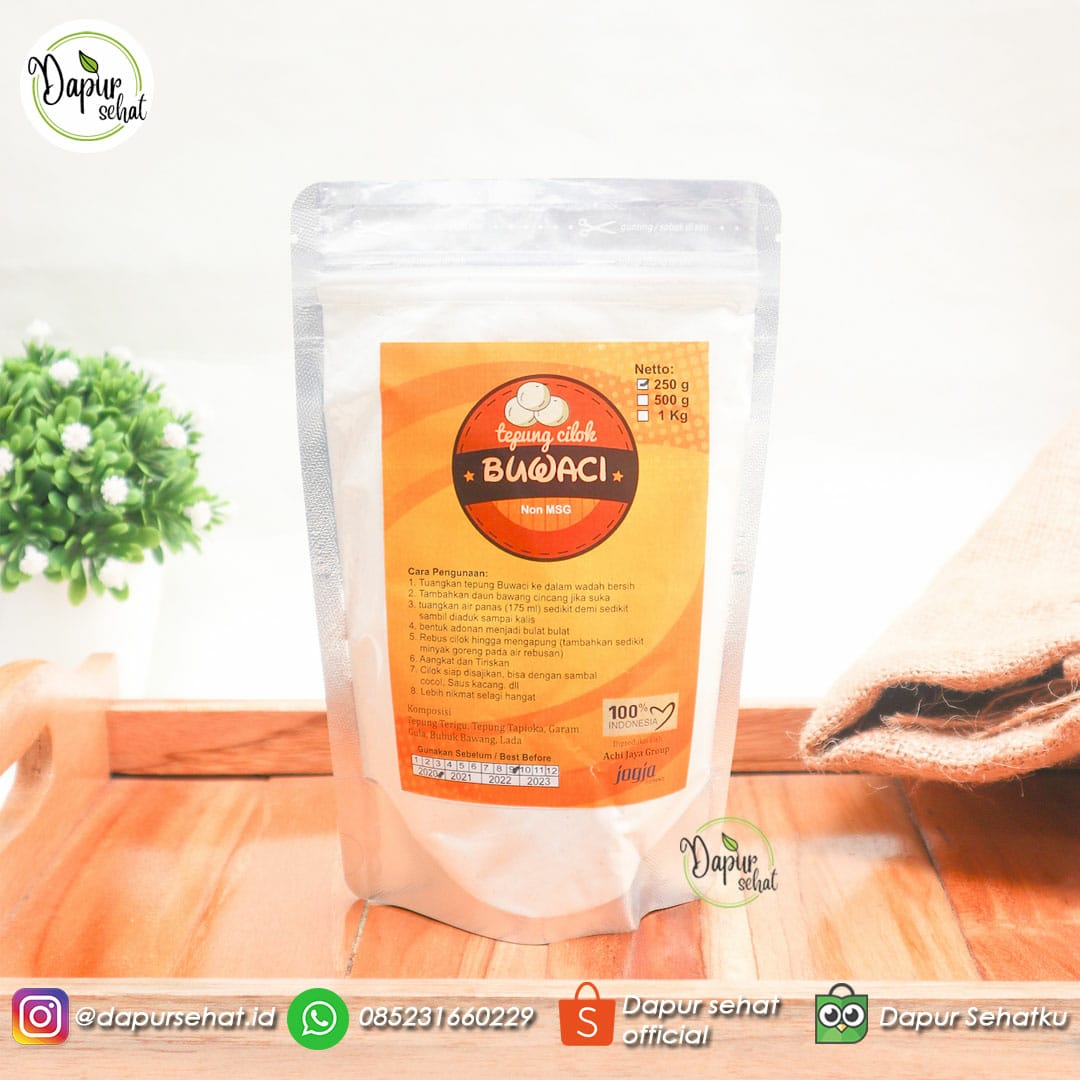 Dapur
sehat
gunting / sobek di sini
Netto:
250 g
500 g
1 Kg
tepung cilok
BUWACI
Non MSG
Cara Pengunaan:
1. Tuangkan tepung Buwaci ke dalam wadah bersih
2. Tambahkan daun bawang cincang jika suka
3. tuangkan air panas (175 ml) sedikit demi sedikit
sambil diaduk sampai kalis
4. bentuk adonan menjadi bulat bulat
5. Rebus cilok hingga mengapung (tambahkan sedikit
minyak goreng pada air rebusan)
6. Aangkat dan Tiriskan
7. Cilok siap disajikan, bisa dengan sambal
cocol, Saus kacang. dll
8. Lebih nikmat selagi hangat
Komposisi
Tepung Terigu, Tepung Tapioka, Garam
Gula, Bubuk Bawang, Lada
100%
INDONESIA
Achi Jaya Group
jogja
Gunakan Sebelum / Best Before
1 2 3 4 5 6 7 8 9 10 11 12
2020 2021 2022 2023
Dapur
sehat
@dapursehat.id
085231660229
Dapur sehat
official
Dapur Sehatku